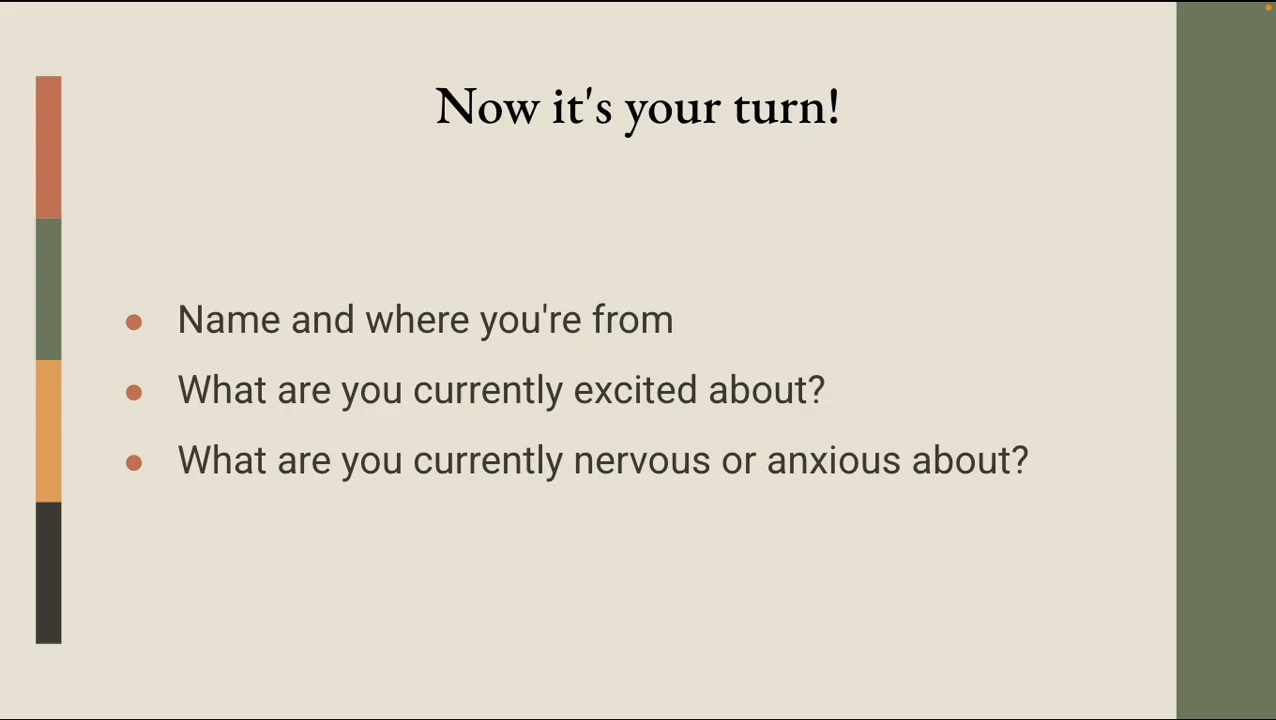 Now it's your turn!
Name and where you're from
What are you currently excited about?
What are you currently nervous or anxious about?